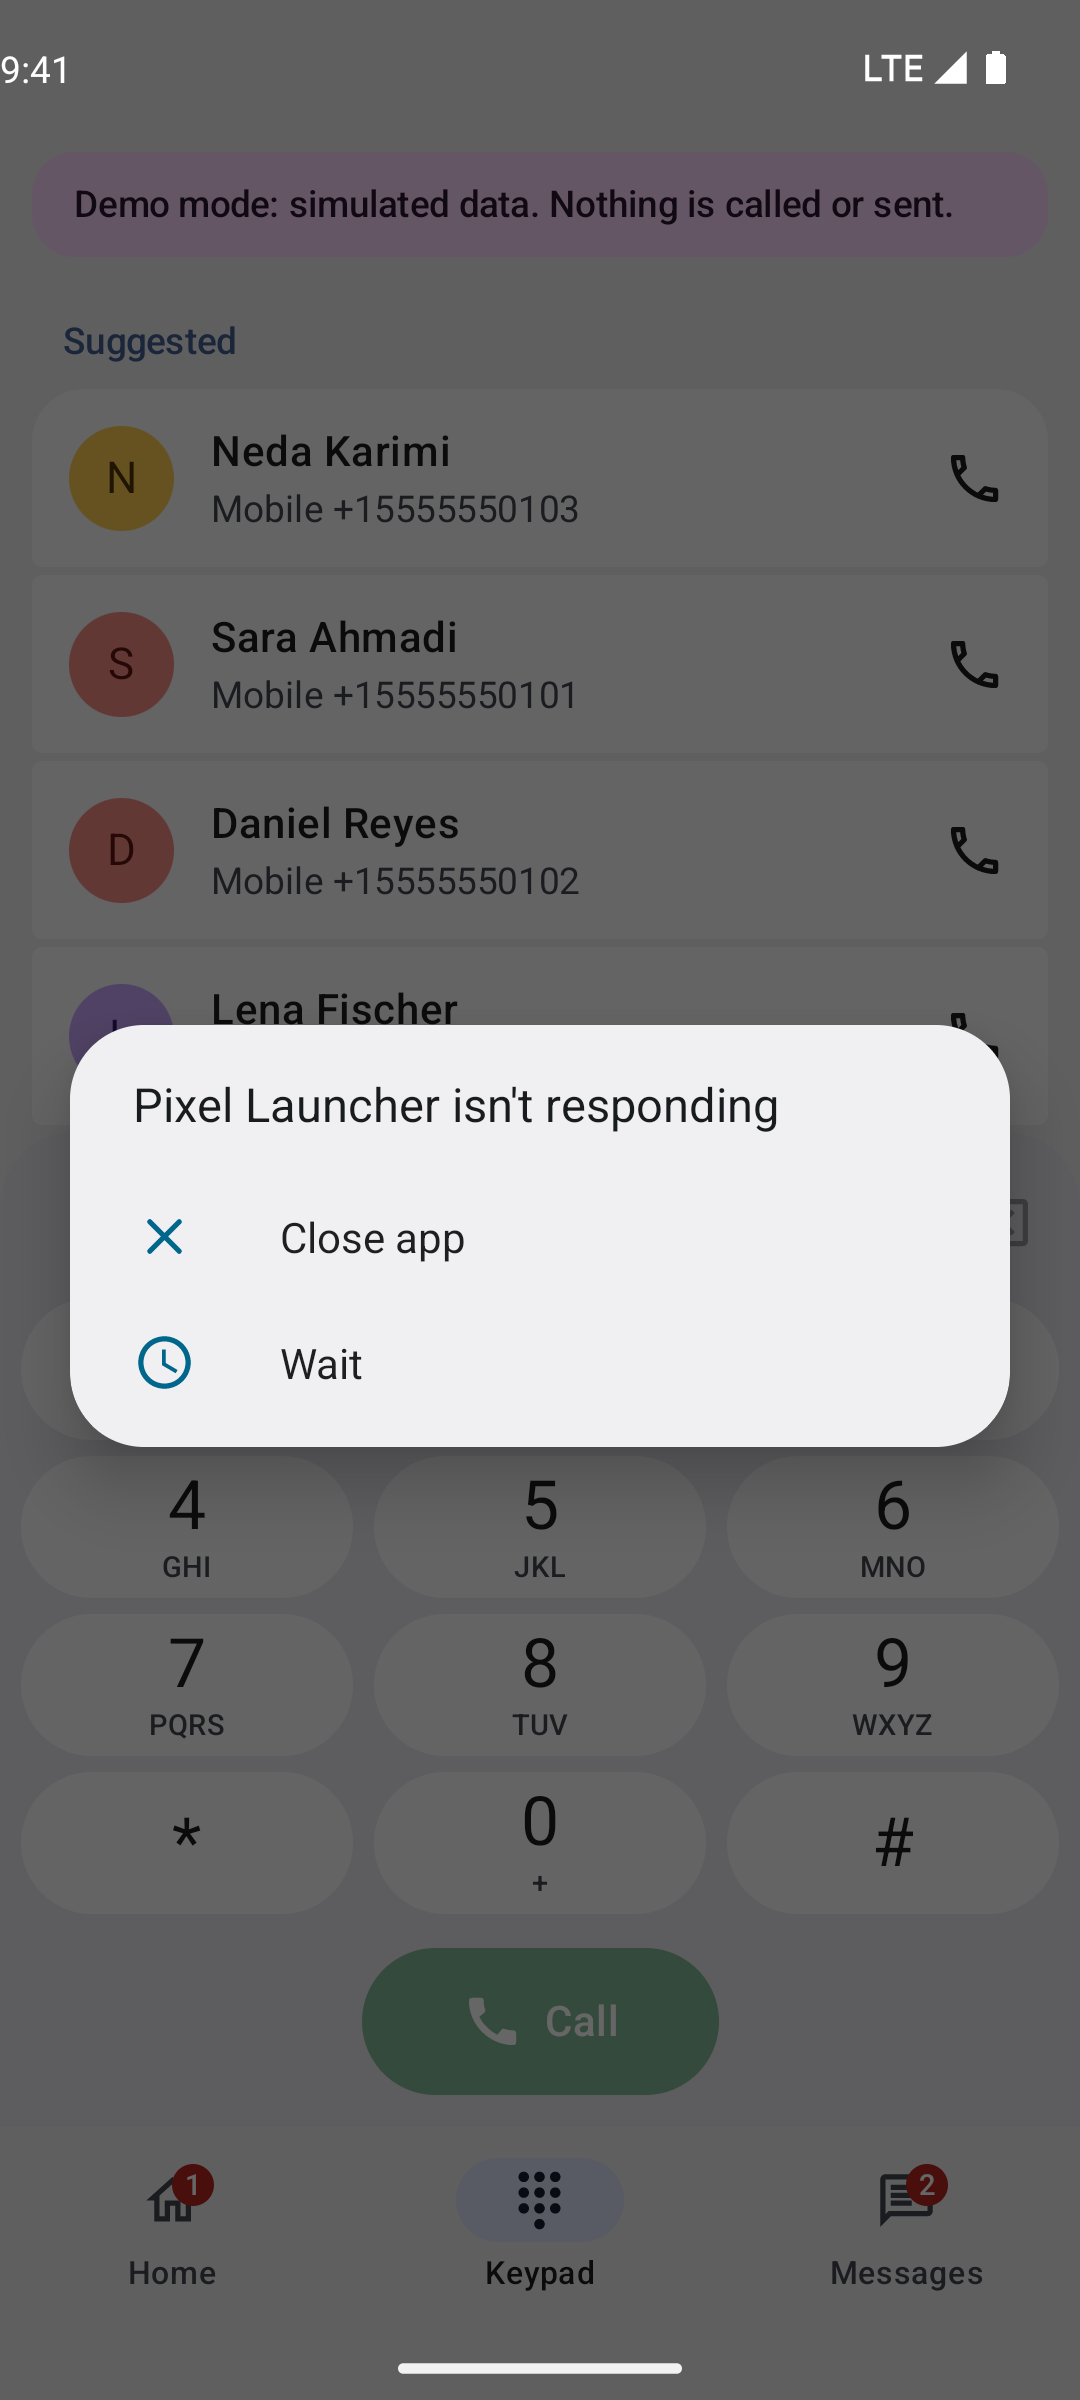 9:41
LTE
Demo mode: simulated data. Nothing is called or sent.
Suggested
N
Neda Karimi
Mobile +15555550103
S
Sara Ahmadi
Mobile +15555550101
D
Daniel Reyes
Mobile +15555550102
Lena Fischer
Pixel Launcher isn't responding
Close app
Wait
4
5
6
GHI
JKL
MNO
7
8
9
PQRS
TUV
WXYZ
*
0
#
+
Call
1
2
Home
Keypad
Messages